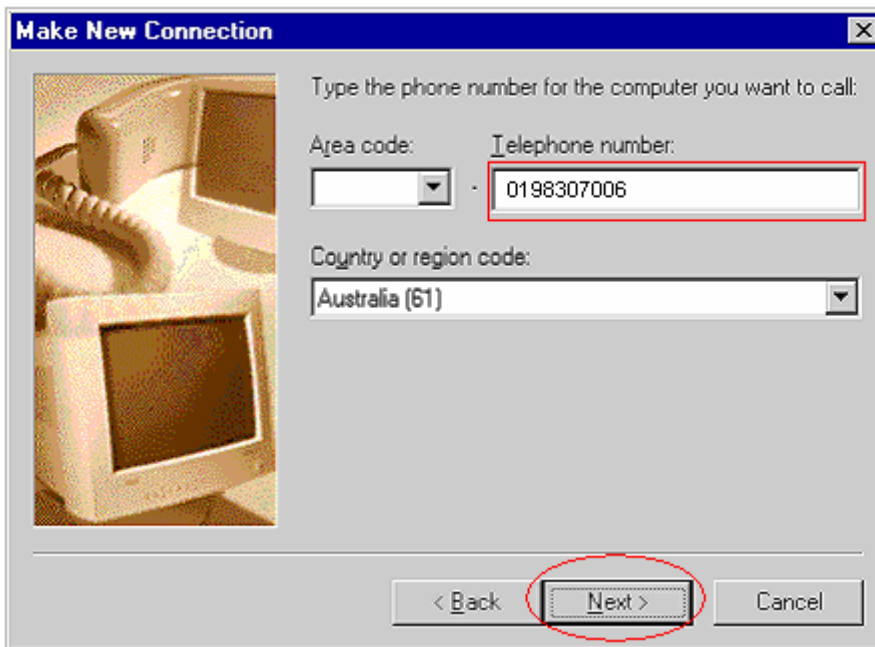 Make New Connection
Type the phone number for the computer you want to call:
Area code: Telephone number:
0198307006
Country or region code:
Australia (61)
< Back Next > Cancel